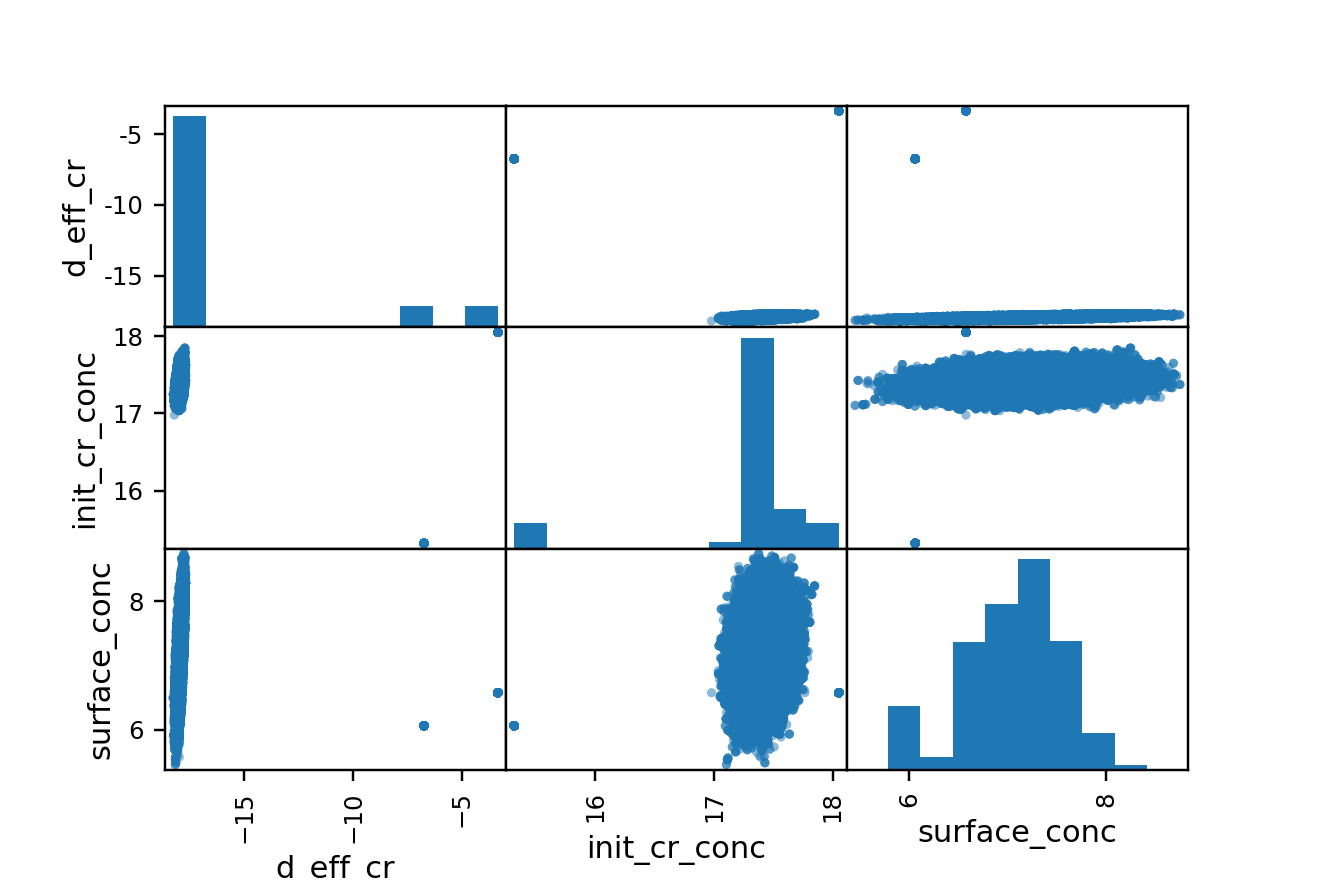 d_eff_cr
-5
-10
-15
init_cr_conc
18
17
16
surface_conc
8
6
−15
−10
−5
16
17
18
6
8
d_eff_cr
init_cr_conc
surface_conc